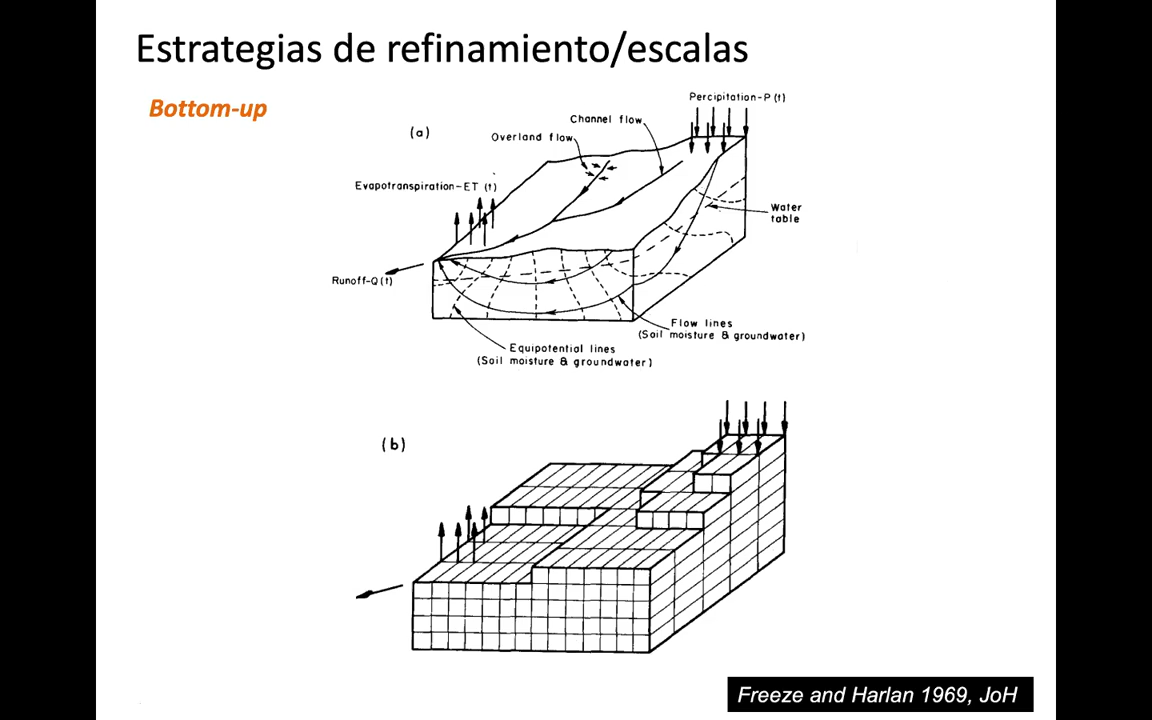 Estrategias de refinamiento/escalas
Bottom-up
Percipitation-P(t)
(a)
Channel flow
Overland flow
Evapotranspiration-ET(t)
Water
table
Runoff-Q(t)
Flow lines
(Soil moisture & groundwater)
Equipotential lines
(Soil moisture & groundwater)
(b)
Freeze and Harlan 1969, JoH